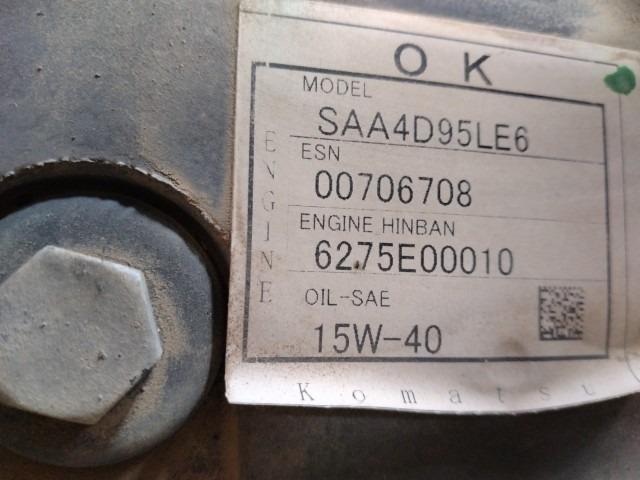 OK
MODEL
SAA4D95LE6
ESN
00706708
ENGINE HINBAN
6275E00010
OIL-SAE
15W-40
ENGINE
Komatsu